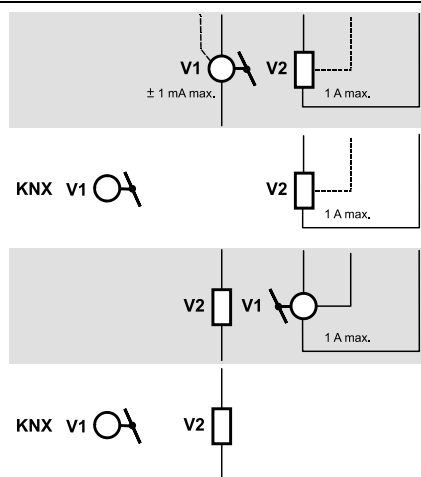 V1 V2
± 1 mA max. 1 A max.
KNX V1 V2
1 A max.
V2 V1
1 A max.
KNX V1 V2